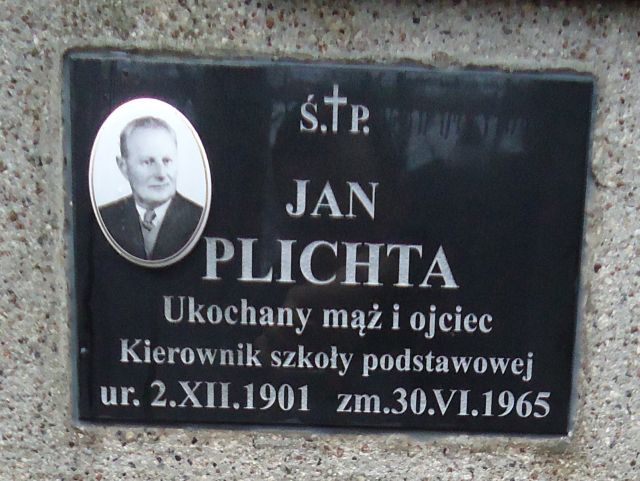 Ś.†P.
JAN
PLICHTA
Ukochany mąż i ojciec
Kierownik szkoły podstawowej
ur. 2.XII.1901 zm.30.VI.1965